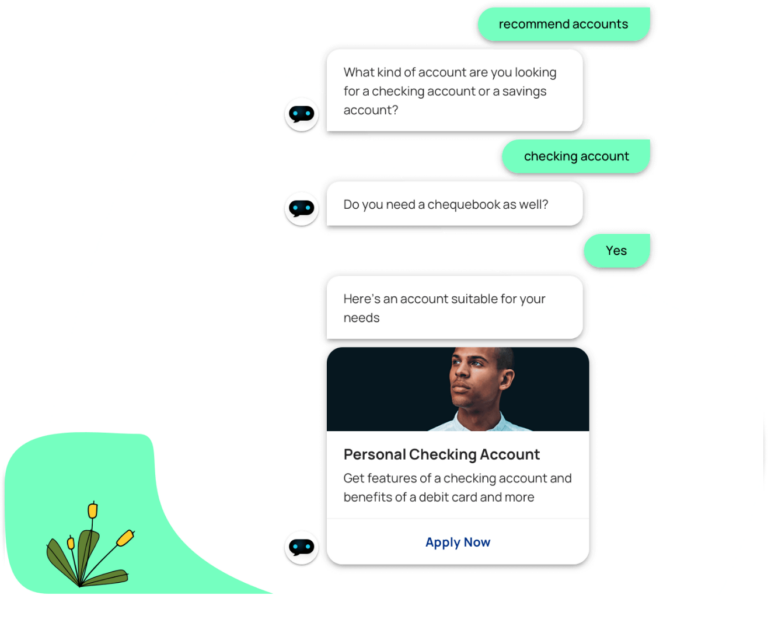 recommend accounts
What kind of account are you looking
for a checking account or a savings
account?
checking account
Do you need a chequebook as well?
Yes
Here's an account suitable for your
needs
Personal Checking Account
Get features of a checking account and
benefits of a debit card and more
Apply Now